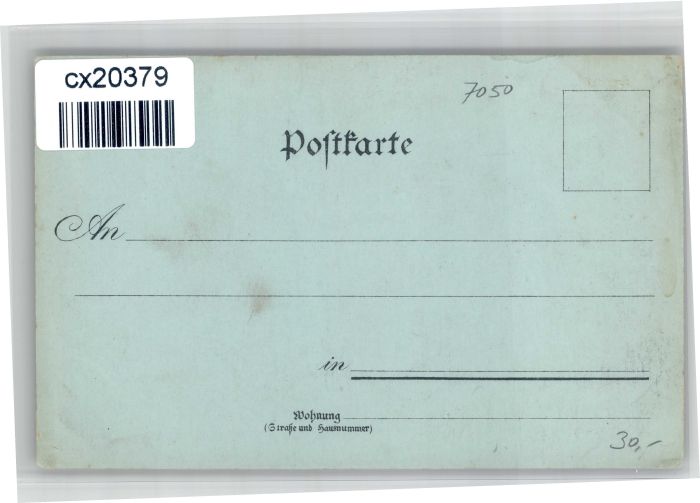 cx20379
7050
Postkarte
An
in
Wohnung
(Straße und Hausnummer)
30,-